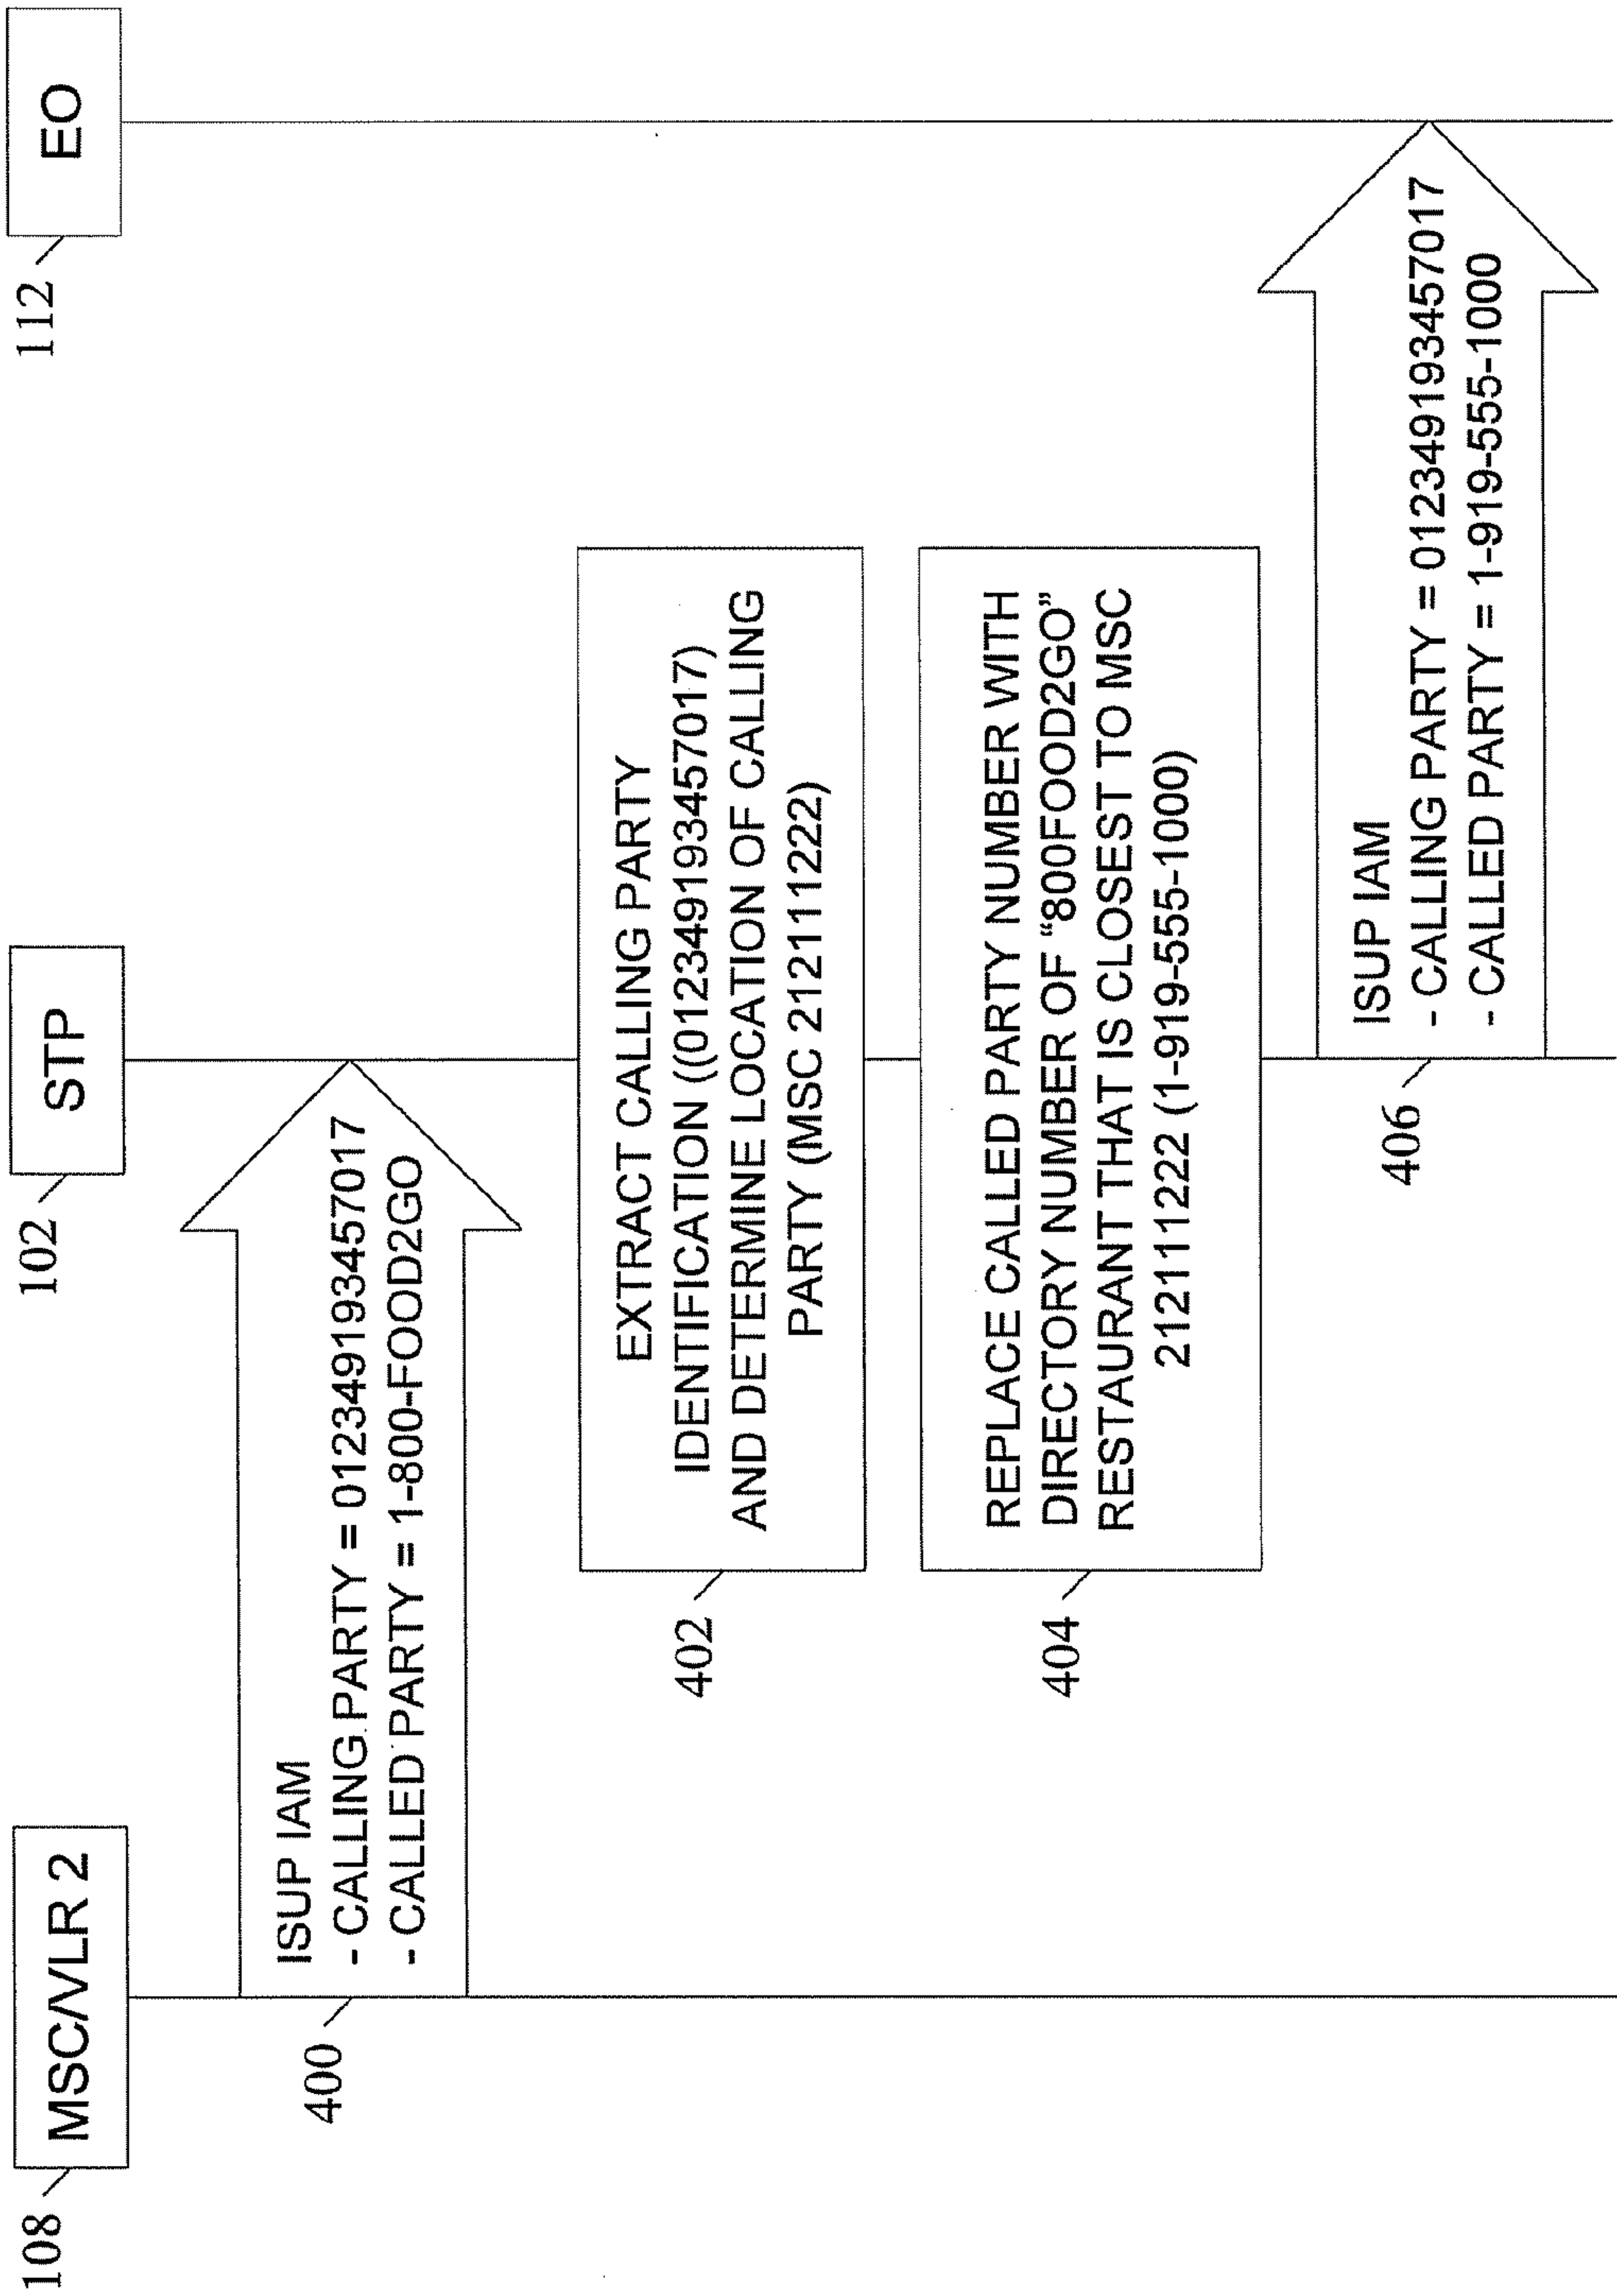 108
MSC/VLR 2
102
STP
112
EO
ISUP IAM
- CALLING PARTY = 012349193457017
- CALLED PARTY = 1-800-FOOD2GO
400
EXTRACT CALLING PARTY
IDENTIFICATION ((012349193457017)
AND DETERMINE LOCATION OF CALLING
PARTY (MSC 212111222)
402
REPLACE CALLED PARTY NUMBER WITH
DIRECTORY NUMBER OF “800FOOD2GO”
RESTAURANT THAT IS CLOSEST TO MSC
212111222 (1-919-555-1000)
404
ISUP IAM
- CALLING PARTY = 012349193457017
- CALLED PARTY = 1-919-555-1000
406